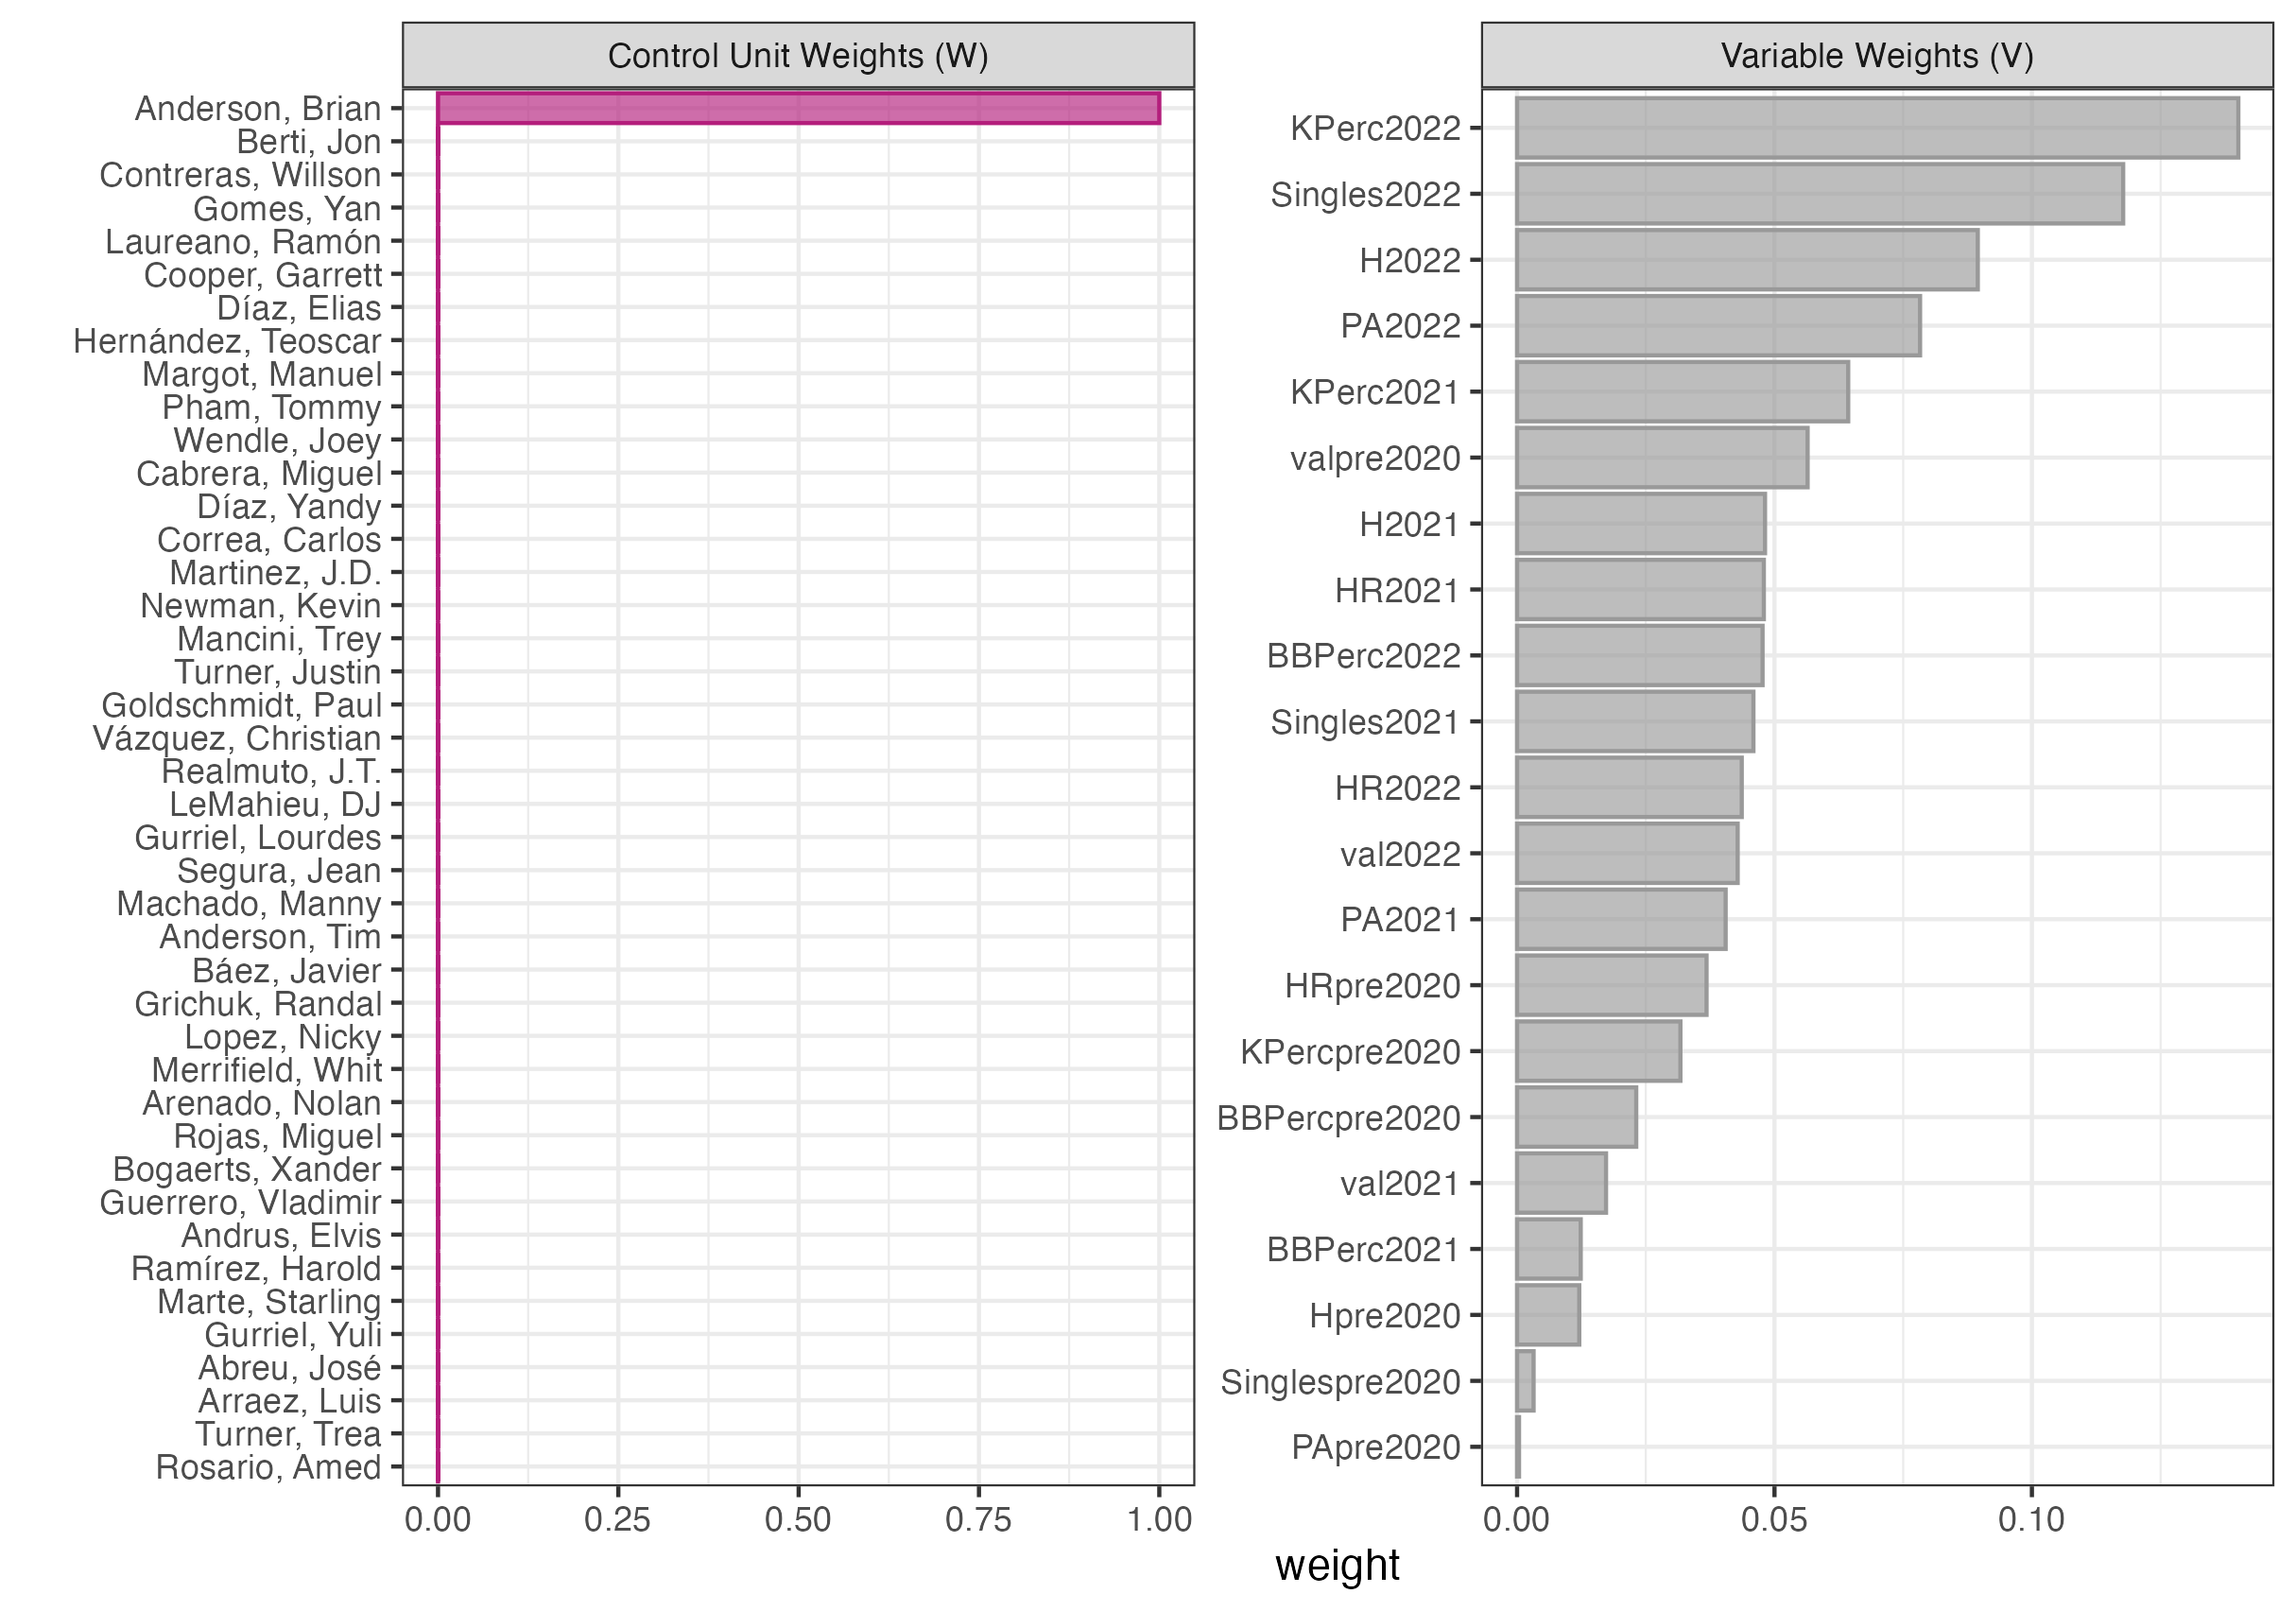 Control Unit Weights (W)
Anderson, Brian
Berti, Jon
Contreras, Willson
Gomes, Yan
Laureano, Ramón
Cooper, Garrett
Díaz, Elias
Hernández, Teoscar
Margot, Manuel
Pham, Tommy
Wendle, Joey
Cabrera, Miguel
Díaz, Yandy
Correa, Carlos
Martinez, J.D.
Newman, Kevin
Mancini, Trey
Turner, Justin
Goldschmidt, Paul
Vázquez, Christian
Realmuto, J.T.
LeMahieu, DJ
Gurriel, Lourdes
Segura, Jean
Machado, Manny
Anderson, Tim
Báez, Javier
Grichuk, Randal
Lopez, Nicky
Merrifield, Whit
Arenado, Nolan
Rojas, Miguel
Bogaerts, Xander
Guerrero, Vladimir
Andrus, Elvis
Ramírez, Harold
Marte, Starling
Gurriel, Yuli
Abreu, José
Arraez, Luis
Turner, Trea
Rosario, Amed
0.00 0.25 0.50 0.75 1.00
Variable Weights (V)
KPerc2022
Singles2022
H2022
PA2022
KPerc2021
valpre2020
H2021
HR2021
BBPerc2022
Singles2021
HR2022
val2022
PA2021
HRpre2020
KPercpre2020
BBPercpre2020
val2021
BBPerc2021
Hpre2020
Singlespre2020
PApre2020
0.00 0.05 0.10
weight